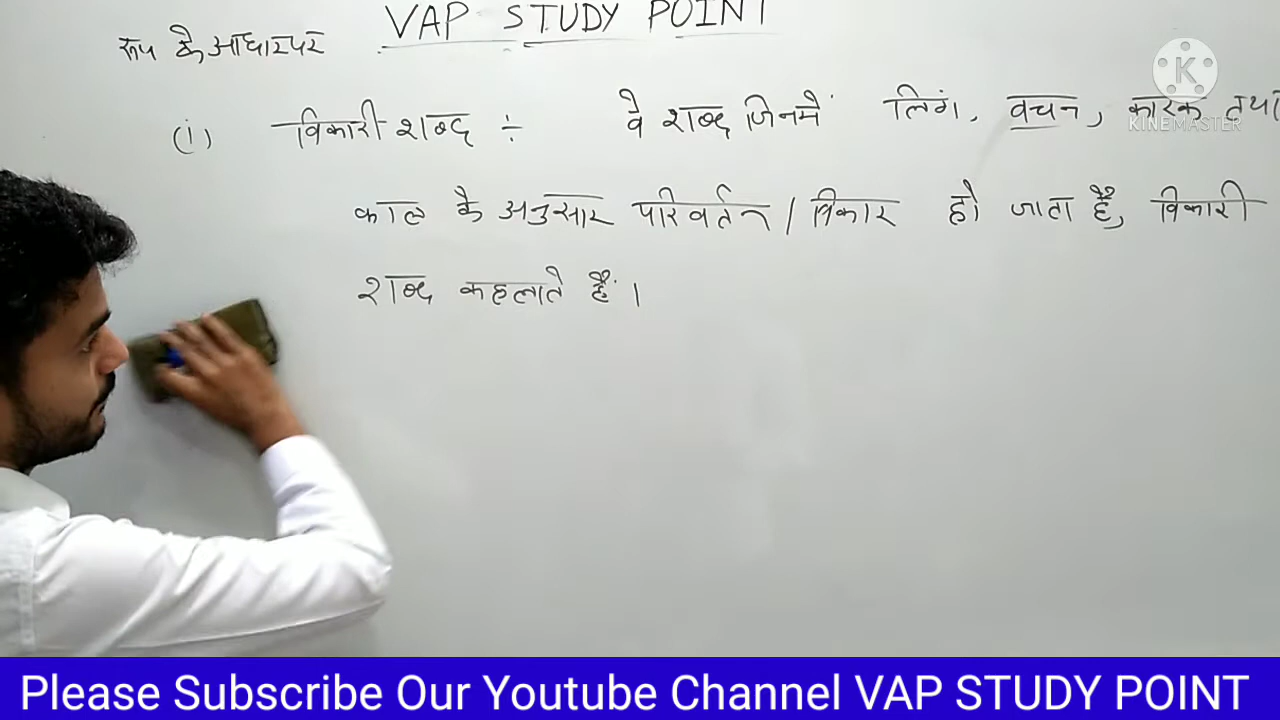 VAP STUDY POINT
रूप के आधार पर
(i) विकारी शब्द ÷ वे शब्द जिनमें लिंग, वचन, कारक तथा
काल के अनुसार परिवर्तन / विकार हो जाता है, विकारी
शब्द कहलाते हैं।
K
KINEMASTER
Please Subscribe Our Youtube Channel VAP STUDY POINT